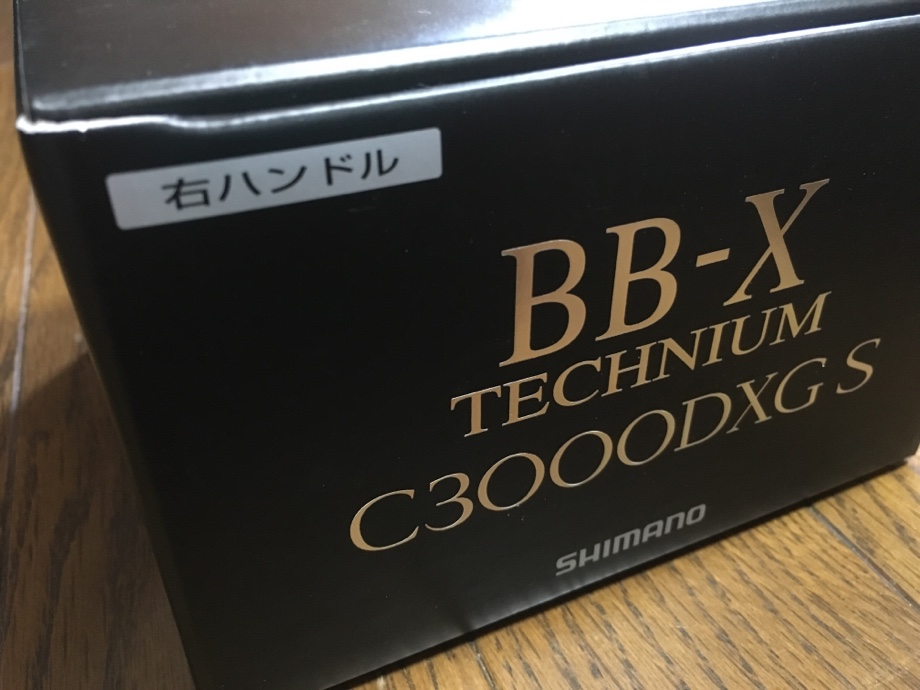 右ハンドル
BB-X
TECHNIUM
C3000DXG S
SHIMANO